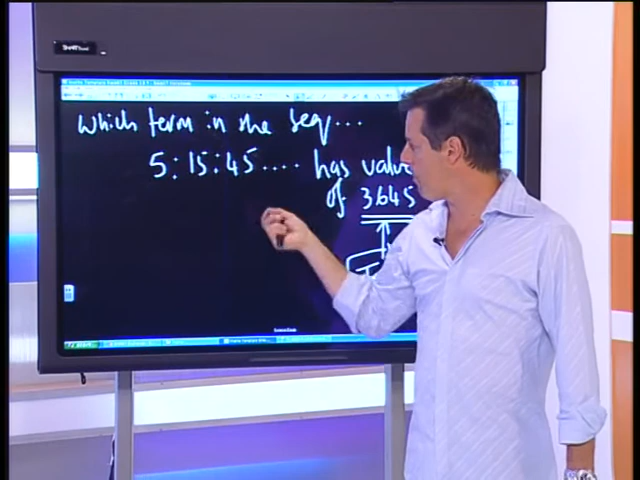 Which term in the seq...
5; 15; 45.... has value
of 3645